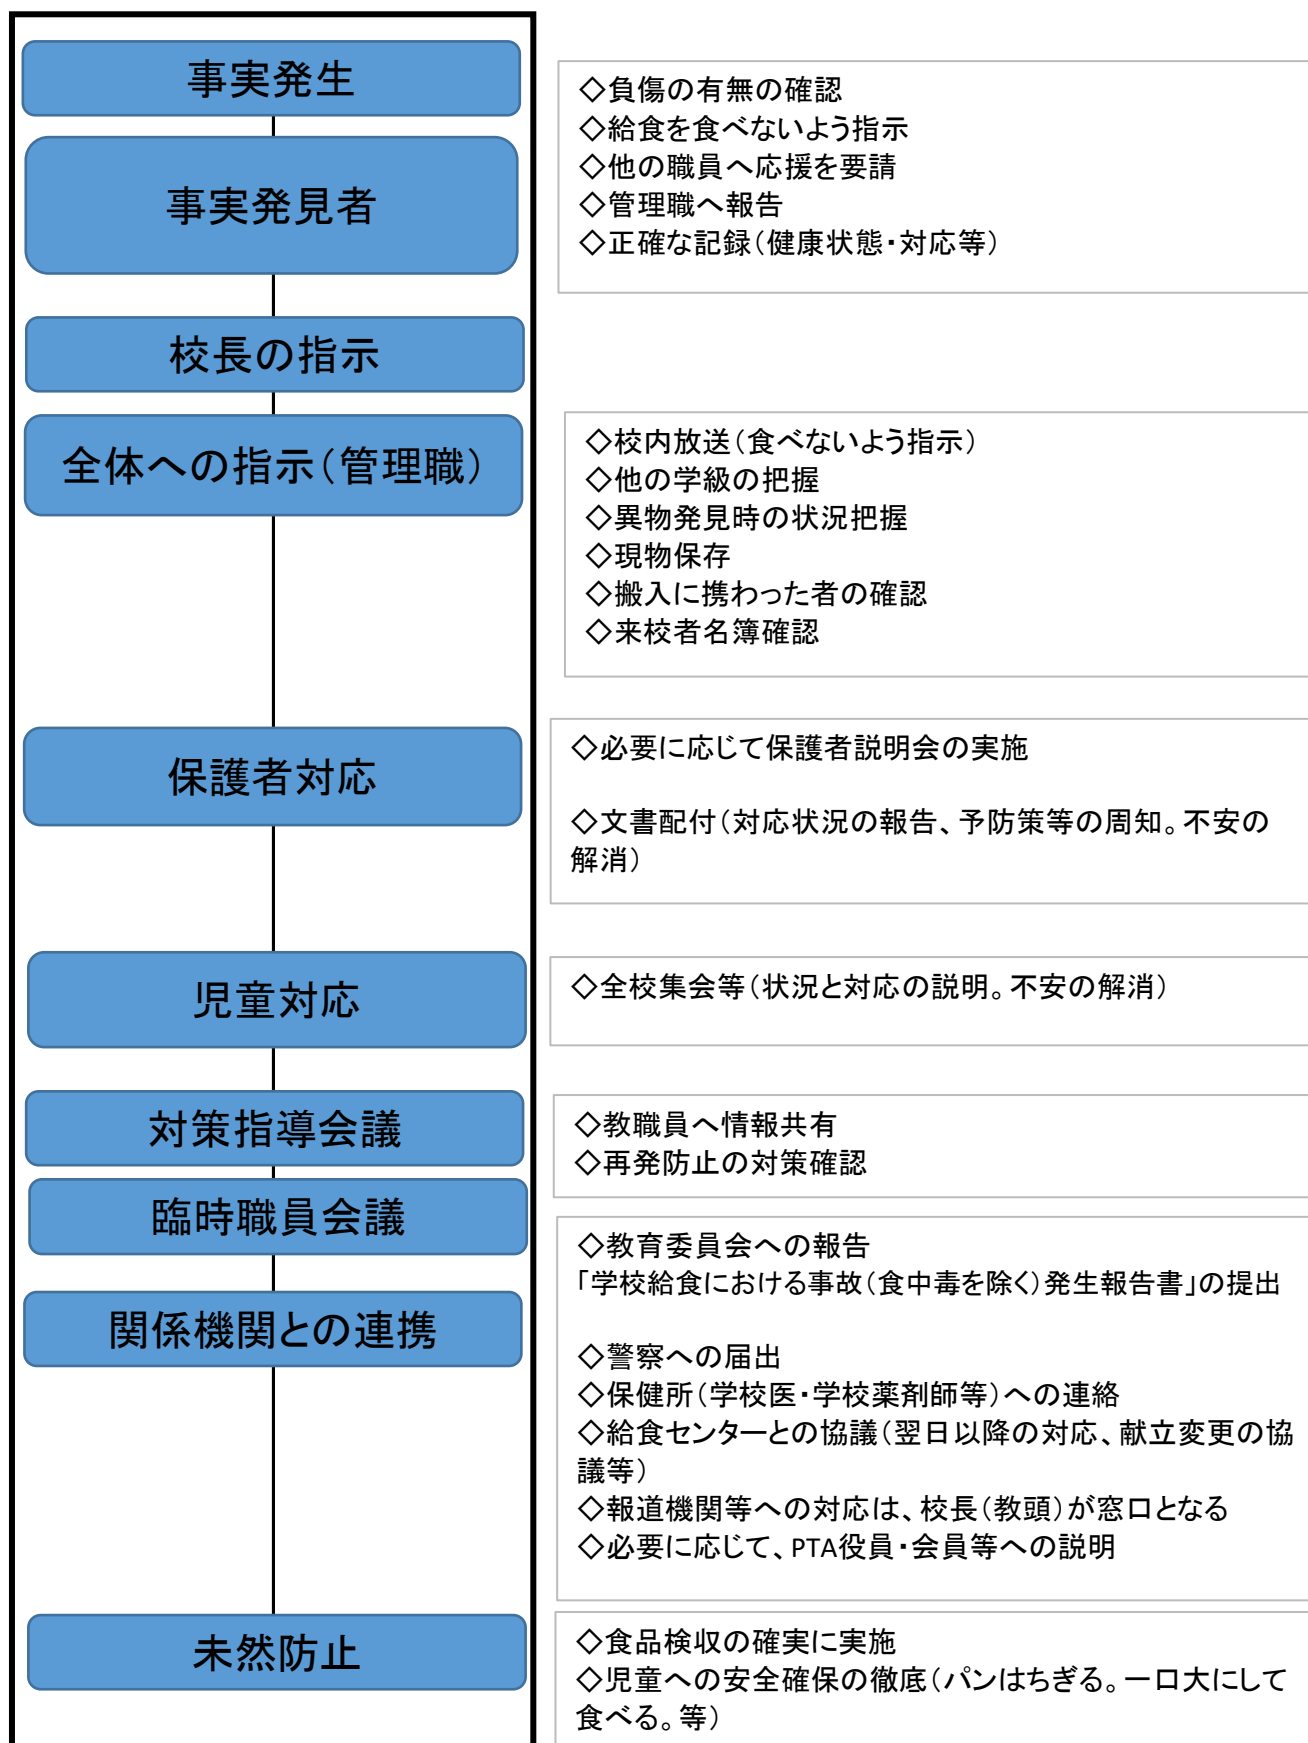 事実発生
事実発見者
◇負傷の有無の確認
◇給食を食べないよう指示
◇他の職員へ応援を要請
◇管理職へ報告
◇正確な記録（健康状態・対応等）
校長の指示
全体への指示（管理職）
◇校内放送（食べないよう指示）
◇他の学級の把握
◇異物発見時の状況把握
◇現物保存
◇搬入に携わった者の確認
◇来校者名簿確認
保護者対応
◇必要に応じて保護者説明会の実施
◇文書配付（対応状況の報告、予防策等の周知。不安の
解消）
児童対応
◇全校集会等（状況と対応の説明。不安の解消）
対策指導会議
◇教職員へ情報共有
◇再発防止の対策確認
臨時職員会議
関係機関との連携
◇教育委員会への報告
「学校給食における事故（食中毒を除く）発生報告書」の提出
◇警察への届出
◇保健所（学校医・学校薬剤師等）への連絡
◇給食センターとの協議（翌日以降の対応、献立変更の協
議等）
◇報道機関等への対応は、校長（教頭）が窓口となる
◇必要に応じて、PTA役員・会員等への説明
未然防止
◇食品検収の確実に実施
◇児童への安全確保の徹底（パンはちぎる。一口大にして
食べる。等）